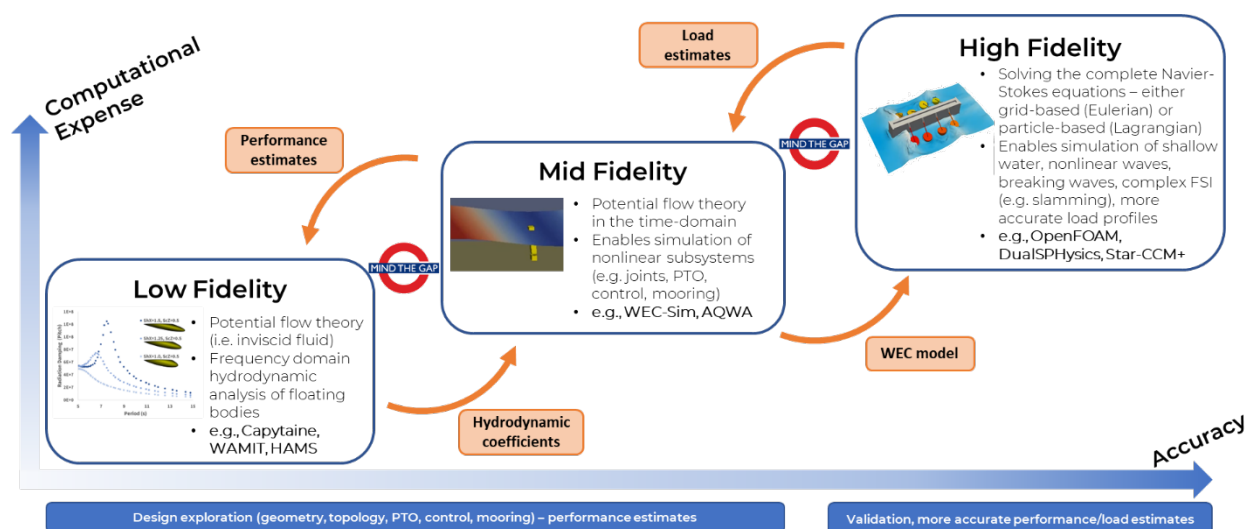 Computational
Expense
Load
estimates
High Fidelity
• Solving the complete Navier-
Stokes equations – either
grid-based (Eulerian) or
particle-based (Lagrangian)
• Enables simulation of shallow
water, nonlinear waves,
breaking waves, complex FSI
(e.g. slamming), more
accurate load profiles
• e.g., OpenFOAM,
DualSPHysics, Star-CCM+
MIND THE GAP
Performance
estimates
Mid Fidelity
• Potential flow theory
in the time-domain
• Enables simulation of
nonlinear subsystems
(e.g. joints, PTO,
control, mooring)
• e.g., WEC-Sim, AQWA
MIND THE GAP
WEC model
Low Fidelity
• Potential flow theory
(i.e. inviscid fluid)
• Frequency domain
hydrodynamic
analysis of floating
bodies
• e.g., Capytaine,
WAMIT, HAMS
Period (s)
Hydrodynamic
coefficients
Accuracy
Design exploration (geometry, topology, PTO, control, mooring) – performance estimates
Validation, more accurate performance/load estimates